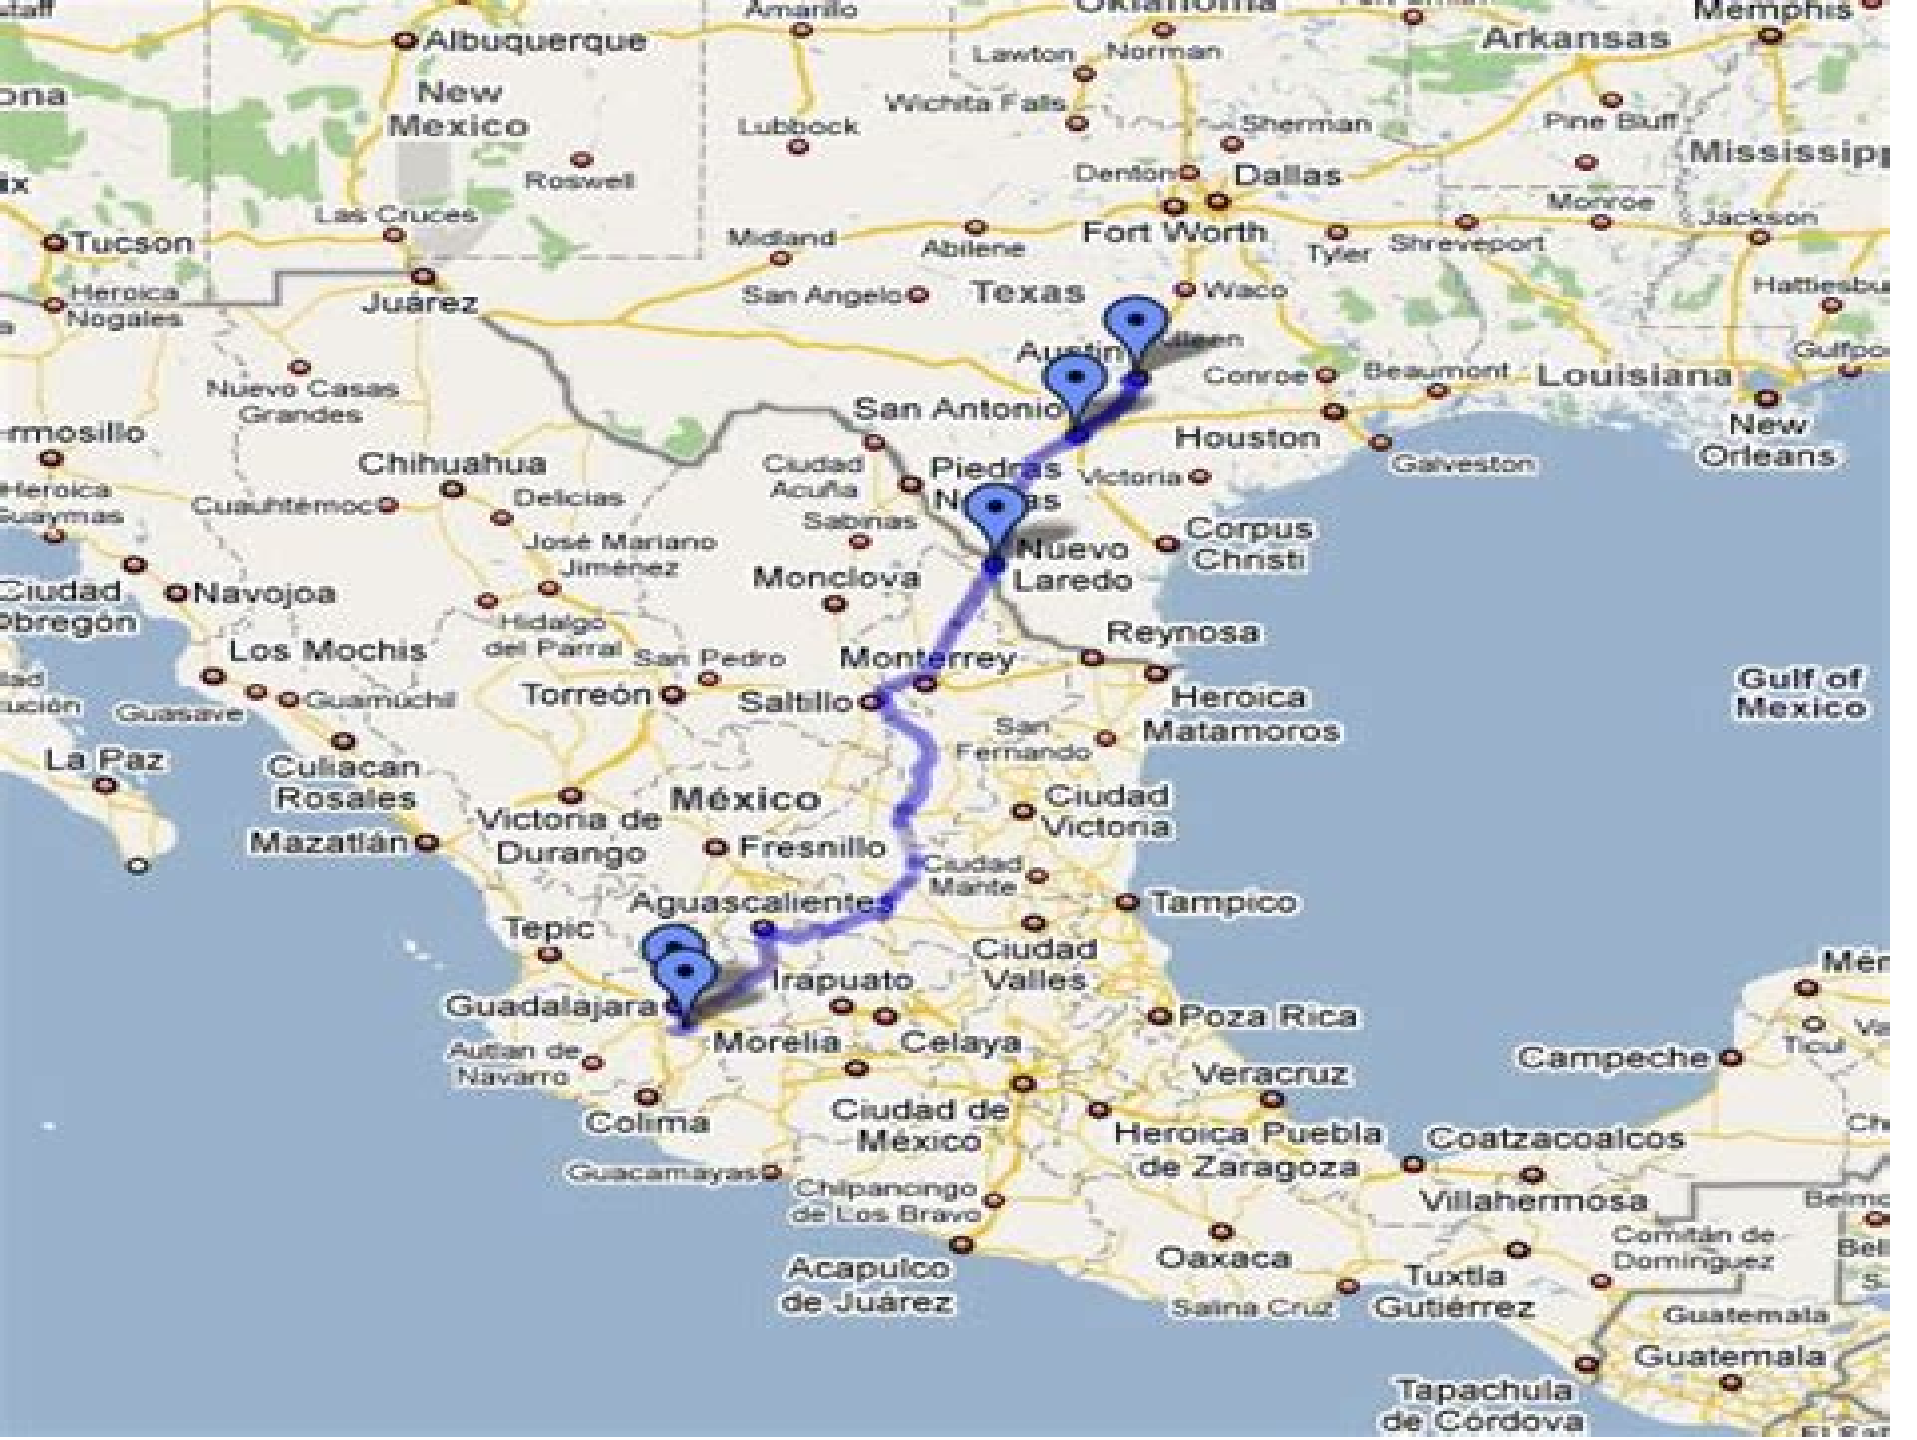 Amarillo
Oklahoma
Memphis
Albuquerque
Lawton
Norman
Arkansas
New
Mexico
Wichita Falls
Lubbock
Sherman
Pine Bluff
Roswell
Denton
Dallas
Las Cruces
Monroe
Jackson
Tucson
Midland
Abilene
Fort Worth
Tyler
Shreveport
Heroica
Nogales
Juárez
San Angelo
Texas
Waco
Austin
Nuevo Casas
Grandes
Conroe
Beaumont
Louisiana
San Antonio
Houston
New
Orleans
Galveston
Chihuahua
Ciudad
Acuña
Piedras
Victoria
Cuauhtémoc
Delicias
Heroica
Sabinas
Corpus
Christi
José Mariano
Jiménez
Nuevo
Laredo
Monclova
Ciudad
Navojoa
Hidalgo
del Parral
Reynosa
Los Mochis
San Pedro
Monterrey
Gulf of
Mexico
Guasave
Guamúchil
Torreón
Saltillo
Heroica
Matamoros
San
Fernando
La Paz
Culiacan
Rosales
México
Ciudad
Victoria
Mazatlán
Victoria de
Durango
Fresnillo
Ciudad
Mante
Aguascalientes
Tampico
Tepic
Ciudad
Valles
Irapuato
Guadalajara
Poza Rica
Autlan de
Navarro
Morelia
Celaya
Campeche
Ticul
Veracruz
Colima
Ciudad de
México
Heroica Puebla
de Zaragoza
Coatzacoalcos
Guacamayas
Chilpancingo
de Los Bravo
Villahermosa
Acapulco
de Juárez
Oaxaca
Comitán de
Domínguez
Salina Cruz
Tuxtla
Gutiérrez
Guatemala
Guatemala
Tapachula
de Córdova